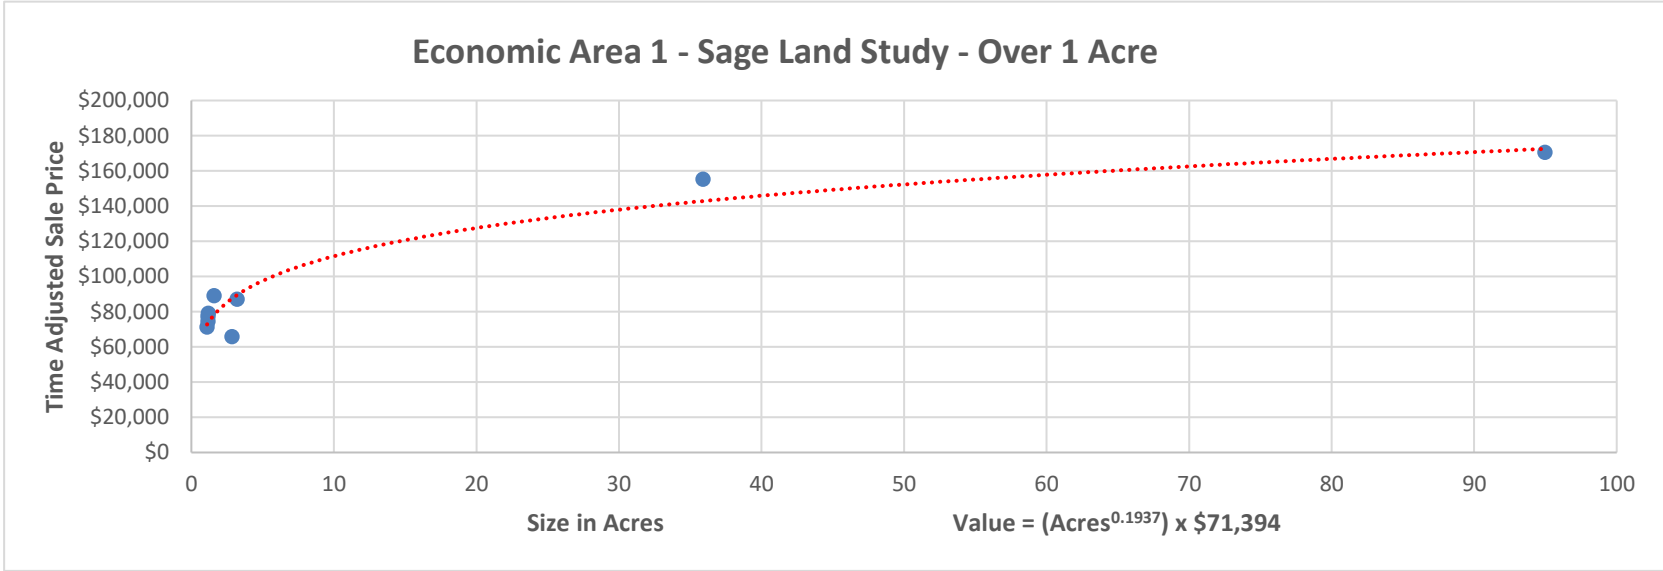 Economic Area 1 - Sage Land Study - Over 1 Acre
Time Adjusted Sale Price
$200,000
$180,000
$160,000
$140,000
$120,000
$100,000
$80,000
$60,000
$40,000
$20,000
$0
0 10 20 30 40 50 60 70 80 90 100
Size in Acres Value = (Acres^0.1937) x $71,394